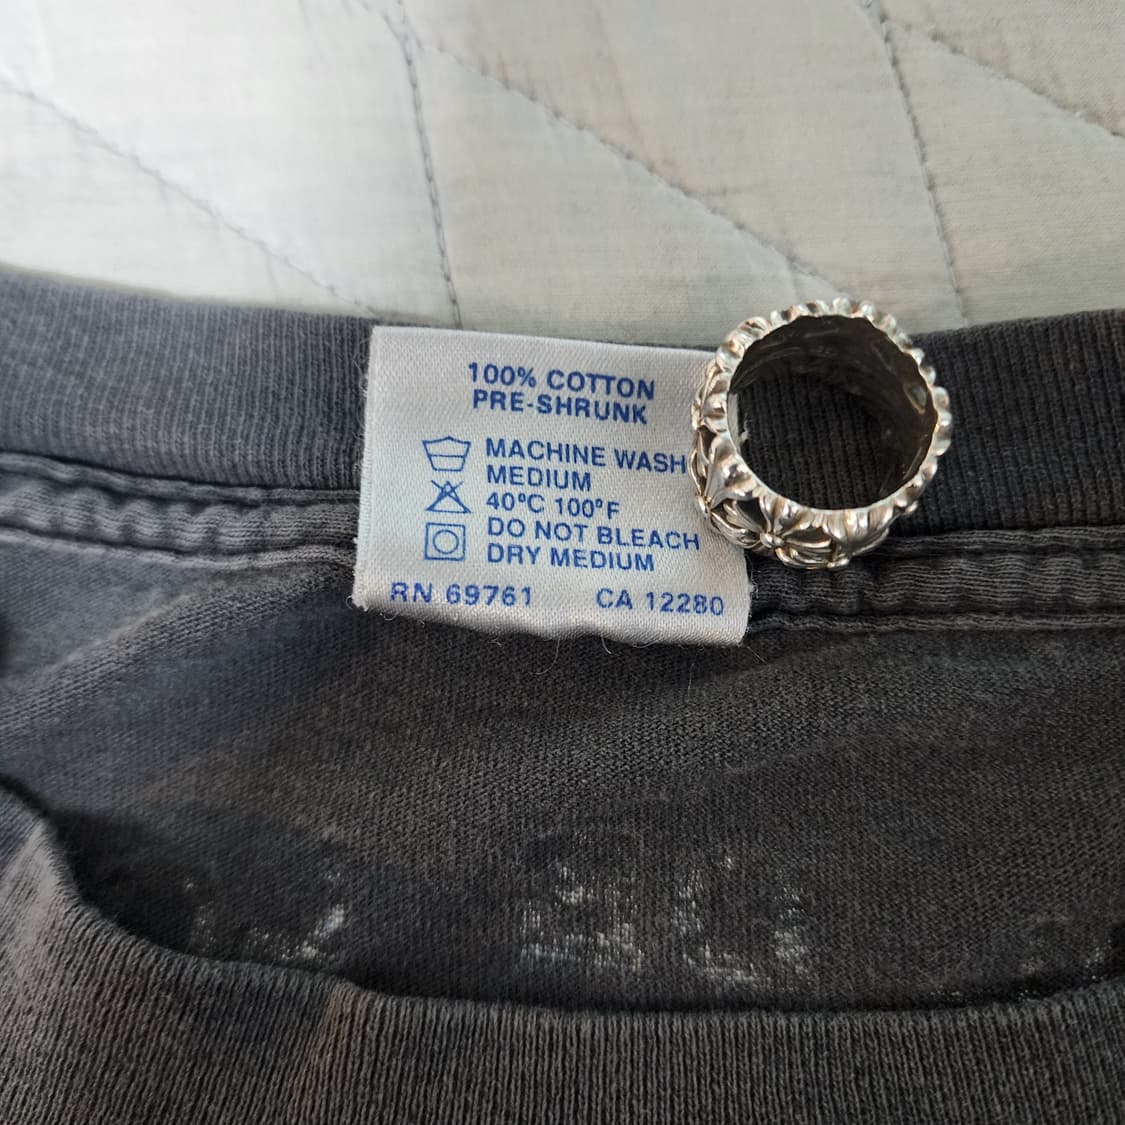 100% COTTON
PRE-SHRUNK
MACHINE WASH
MEDIUM
40°C 100°F
DO NOT BLEACH
DRY MEDIUM
RN 69761 CA 12280